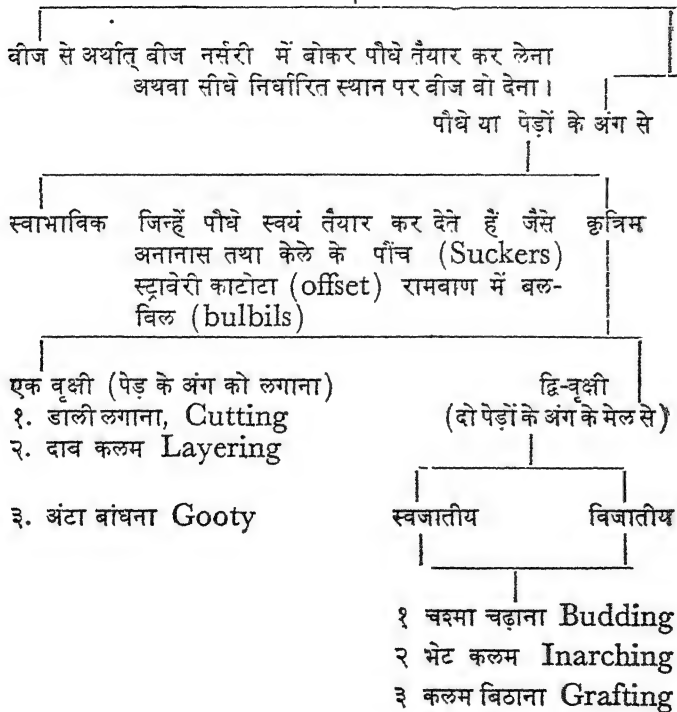 वीज से अर्थात् वीज नर्सरी में बोकर पौधे तैयार कर लेना
अथवा सीधे निर्धारित स्थान पर वीज वो देना।
पौधे या पेड़ों के अंग से
स्वाभाविक जिन्हें पौधे स्वयं तैयार कर देते हैं जैसे कृत्रिम
अनानास तथा केले के पौंच (Suckers)
स्ट्रावेरी काटोटा (offset) रामवाण में बल-
विल (bulbils)
एक वृक्षी (पेड़ के अंग को लगाना)
१. डाली लगाना, Cutting
२. दाव कलम Layering
३. अंटा बांधना Gooty
द्वि-वृक्षी
(दो पेड़ों के अंग के मेल से)
स्वजातीय विजातीय
१ चश्मा चढ़ाना Budding
२ भेट कलम Inarching
३ कलम बिठाना Grafting